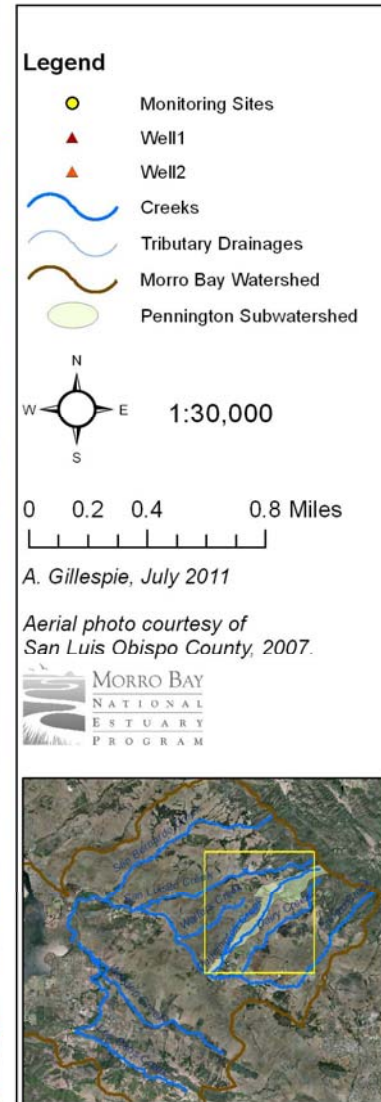 Legend
Monitoring Sites
Well1
Well2
Creeks
Tributary Drainages
Morro Bay Watershed
Pennington Subwatershed
N
W E
S
1:30,000
0 0.2 0.4 0.8 Miles
A. Gillespie, July 2011
Aerial photo courtesy of
San Luis Obispo County, 2007.
MORRO BAY
NATIONAL
ESTUARY
PROGRAM